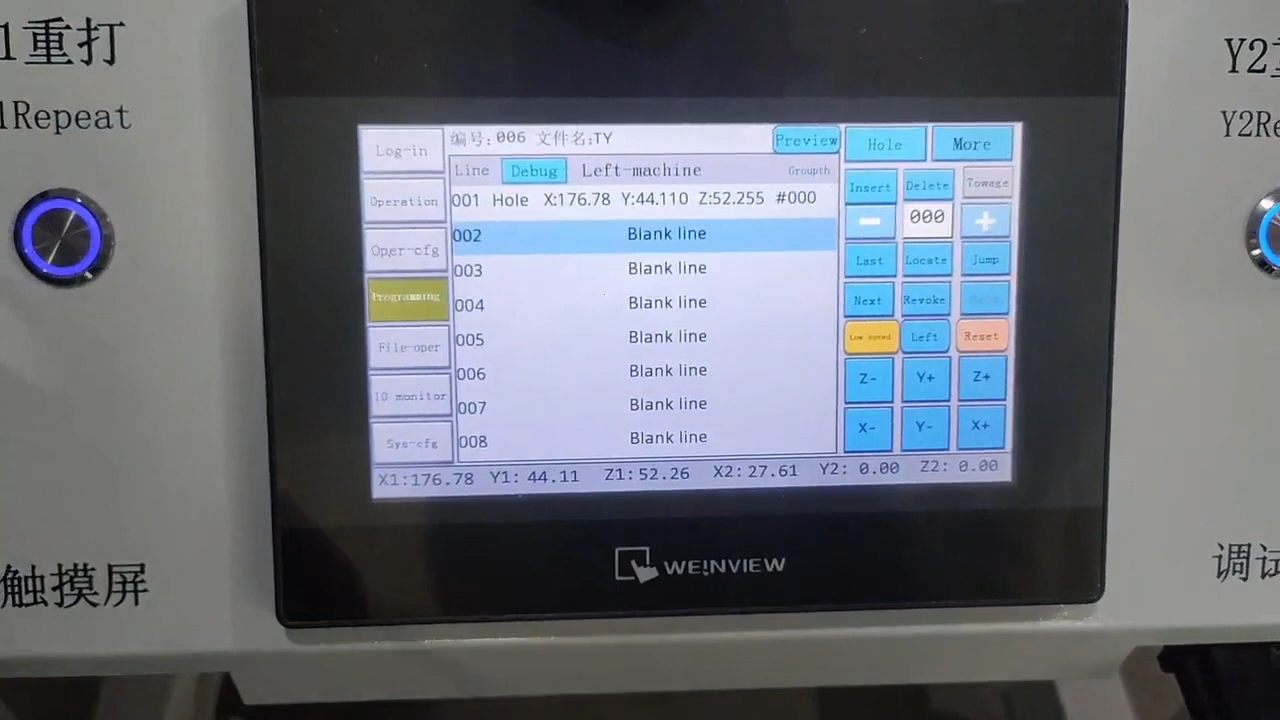 1重打
1Repeat
触摸屏
Log-in
Operation
Oper-cfg
Programming
File-oper
IO monitor
Sys-cfg
编号:006 文件名:TY
Preview
Line Debug Left-machine Groupth
001 Hole X:176.78 Y:44.110 Z:52.255 #000
002 Blank line
003 Blank line
004 Blank line
005 Blank line
006 Blank line
007 Blank line
008 Blank line
Hole More
Insert Delete Towage
- 000 +
Last Locate Jump
Next Revoke
Low speed Left Reset
Z- Y+ Z+
X- Y- X+
X1:176.78 Y1: 44.11 Z1:52.26 X2:27.61 Y2: 0.00 Z2: 0.00
WEINVIEW
Y2
Y2Re
调试